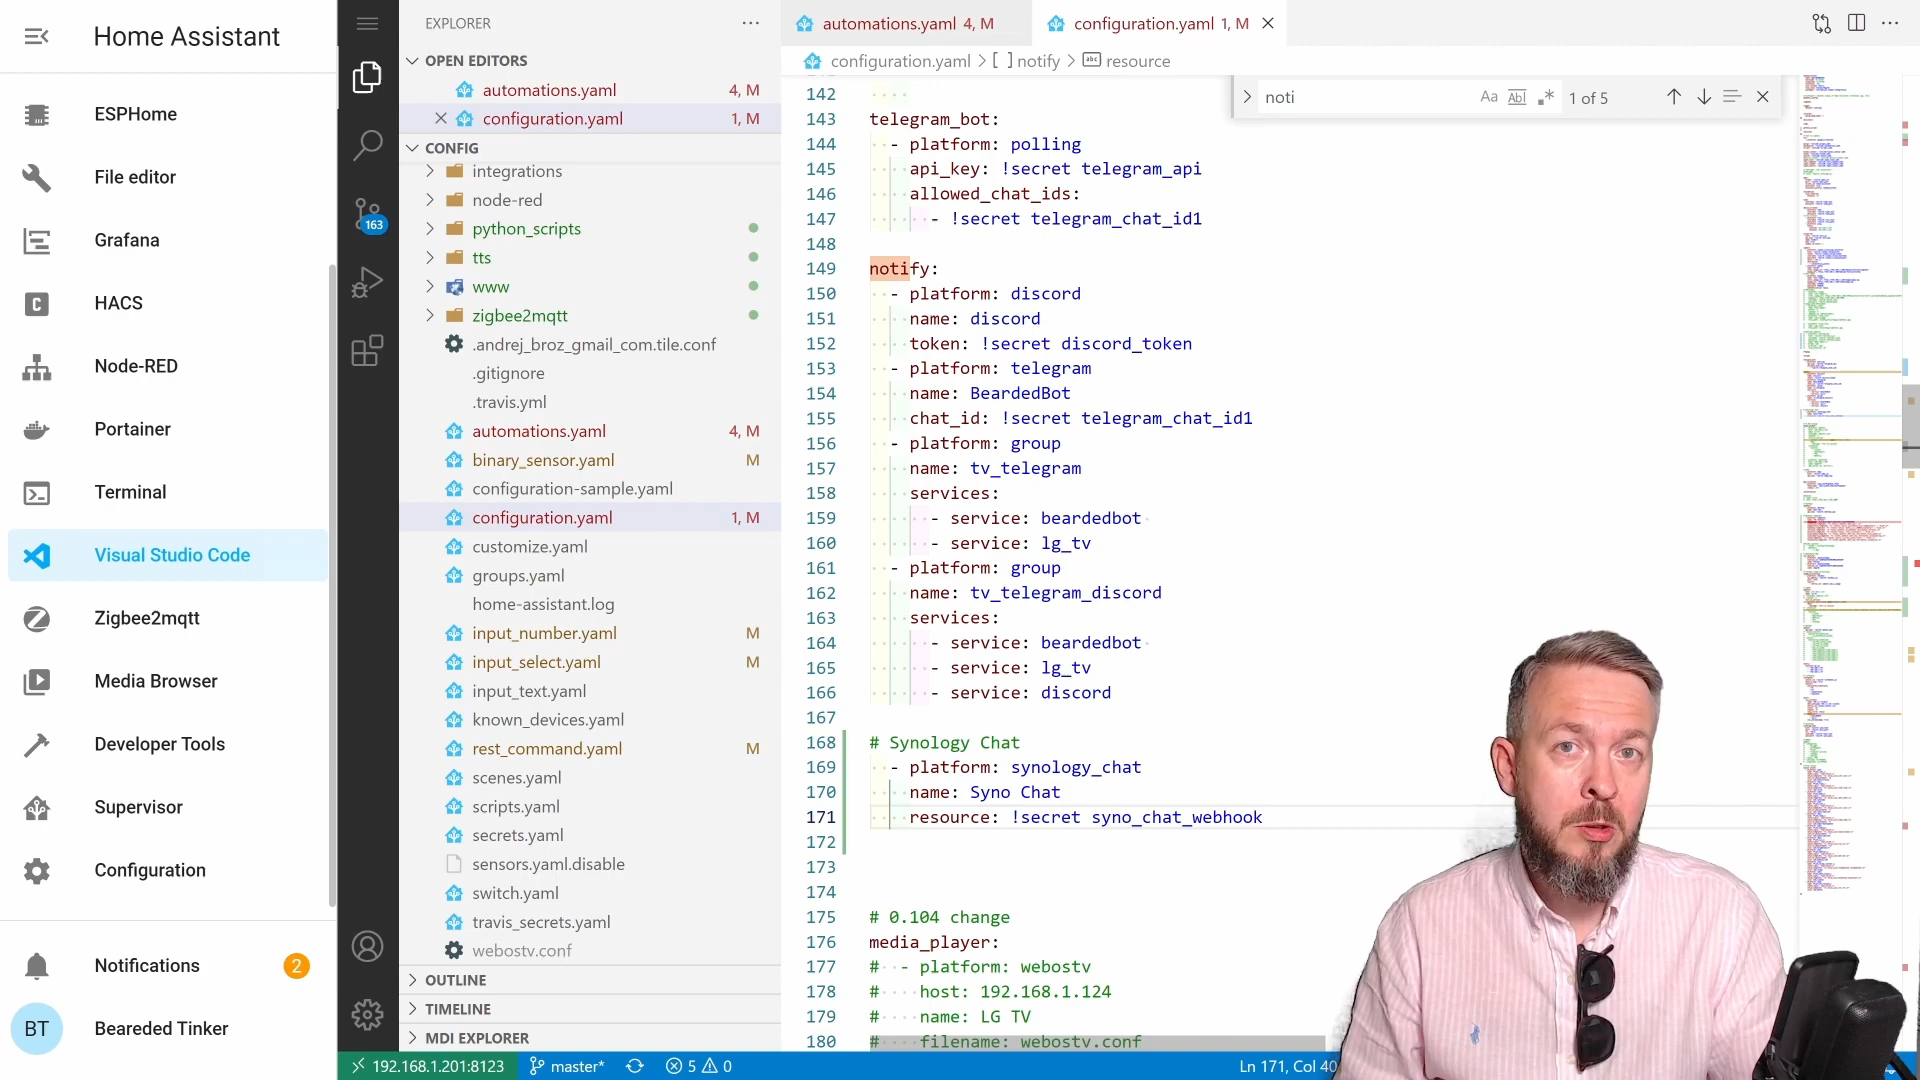 Home Assistant
ESPHome
File editor
Grafana
HACS
Node-RED
Portainer
Terminal
Visual Studio Code
Zigbee2mqtt
Media Browser
Developer Tools
Supervisor
Configuration
Notifications 2
BT Beareded Tinker
163
EXPLORER ...
OPEN EDITORS
automations.yaml 4, M
configuration.yaml 1, M
CONFIG
integrations
node-red
python_scripts
tts
www
zigbee2mqtt
.andrej_broz_gmail_com.tile.conf
.gitignore
.travis.yml
automations.yaml 4, M
binary_sensor.yaml M
configuration-sample.yaml
configuration.yaml 1, M
customize.yaml
groups.yaml
home-assistant.log
input_number.yaml M
input_select.yaml M
input_text.yaml
known_devices.yaml
rest_command.yaml M
scenes.yaml
scripts.yaml
secrets.yaml
sensors.yaml.disable
switch.yaml
travis_secrets.yaml
webostv.conf
OUTLINE
TIMELINE
MDI EXPLORER
automations.yaml 4, M configuration.yaml 1, M
configuration.yaml > [ ] notify > abc resource
noti Aa Abl .* 1 of 5
142
143 telegram_bot:
144 - platform: polling
145 api_key: !secret telegram_api
146 allowed_chat_ids:
147 - !secret telegram_chat_id1
148
149 notify:
150 - platform: discord
151 name: discord
152 token: !secret discord_token
153 - platform: telegram
154 name: BeardedBot
155 chat_id: !secret telegram_chat_id1
156 - platform: group
157 name: tv_telegram
158 services:
159 - service: beardedbot
160 - service: lg_tv
161 - platform: group
162 name: tv_telegram_discord
163 services:
164 - service: beardedbot
165 - service: lg_tv
166 - service: discord
167
168 # Synology Chat
169 - platform: synology_chat
170 name: Syno Chat
171 resource: !secret syno_chat_webhook
172
173
174
175 # 0.104 change
176 media_player:
177 # - platform: webostv
178 # host: 192.168.1.124
179 # name: LG TV
180 # filename: webostv.conf
192.168.1.201:8123 master* 5 0 Ln 171, Col 40